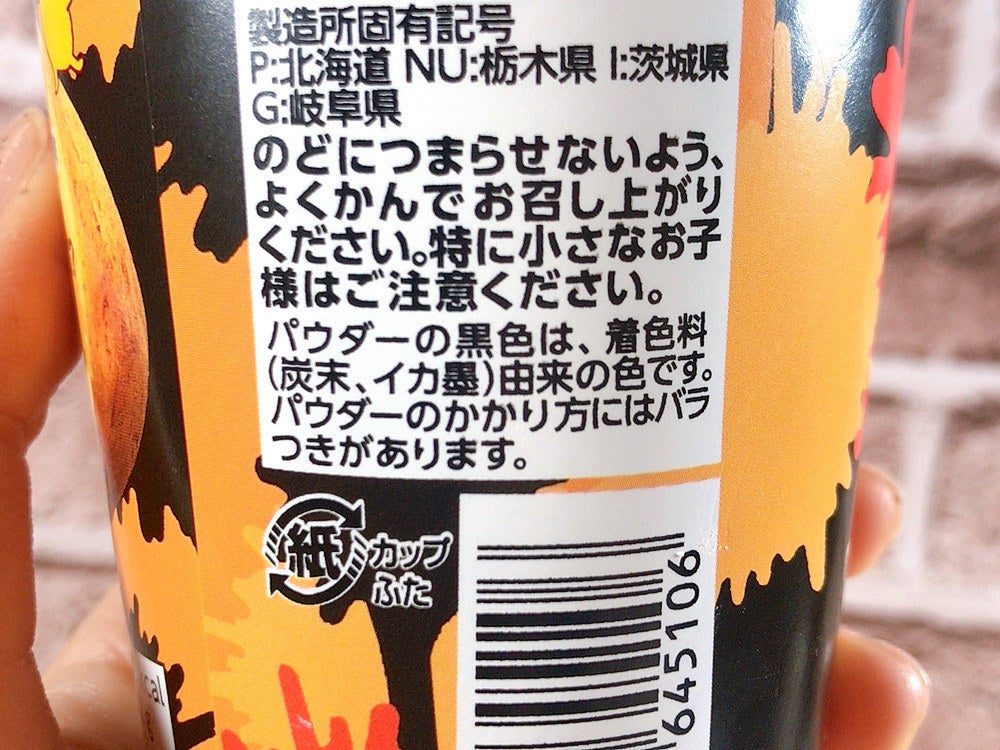 製造所固有記号
P:北海道 NU:栃木県 I:茨城県
G:岐阜県
のどにつまらせないよう、
よくかんでお召し上がり
ください。特に小さなお子
様はご注意ください。
パウダーの黒色は、着色料
(炭末、イカ墨)由来の色です。
パウダーのかかり方にはバラ
つきがあります。
紙
カップ
ふた
645106